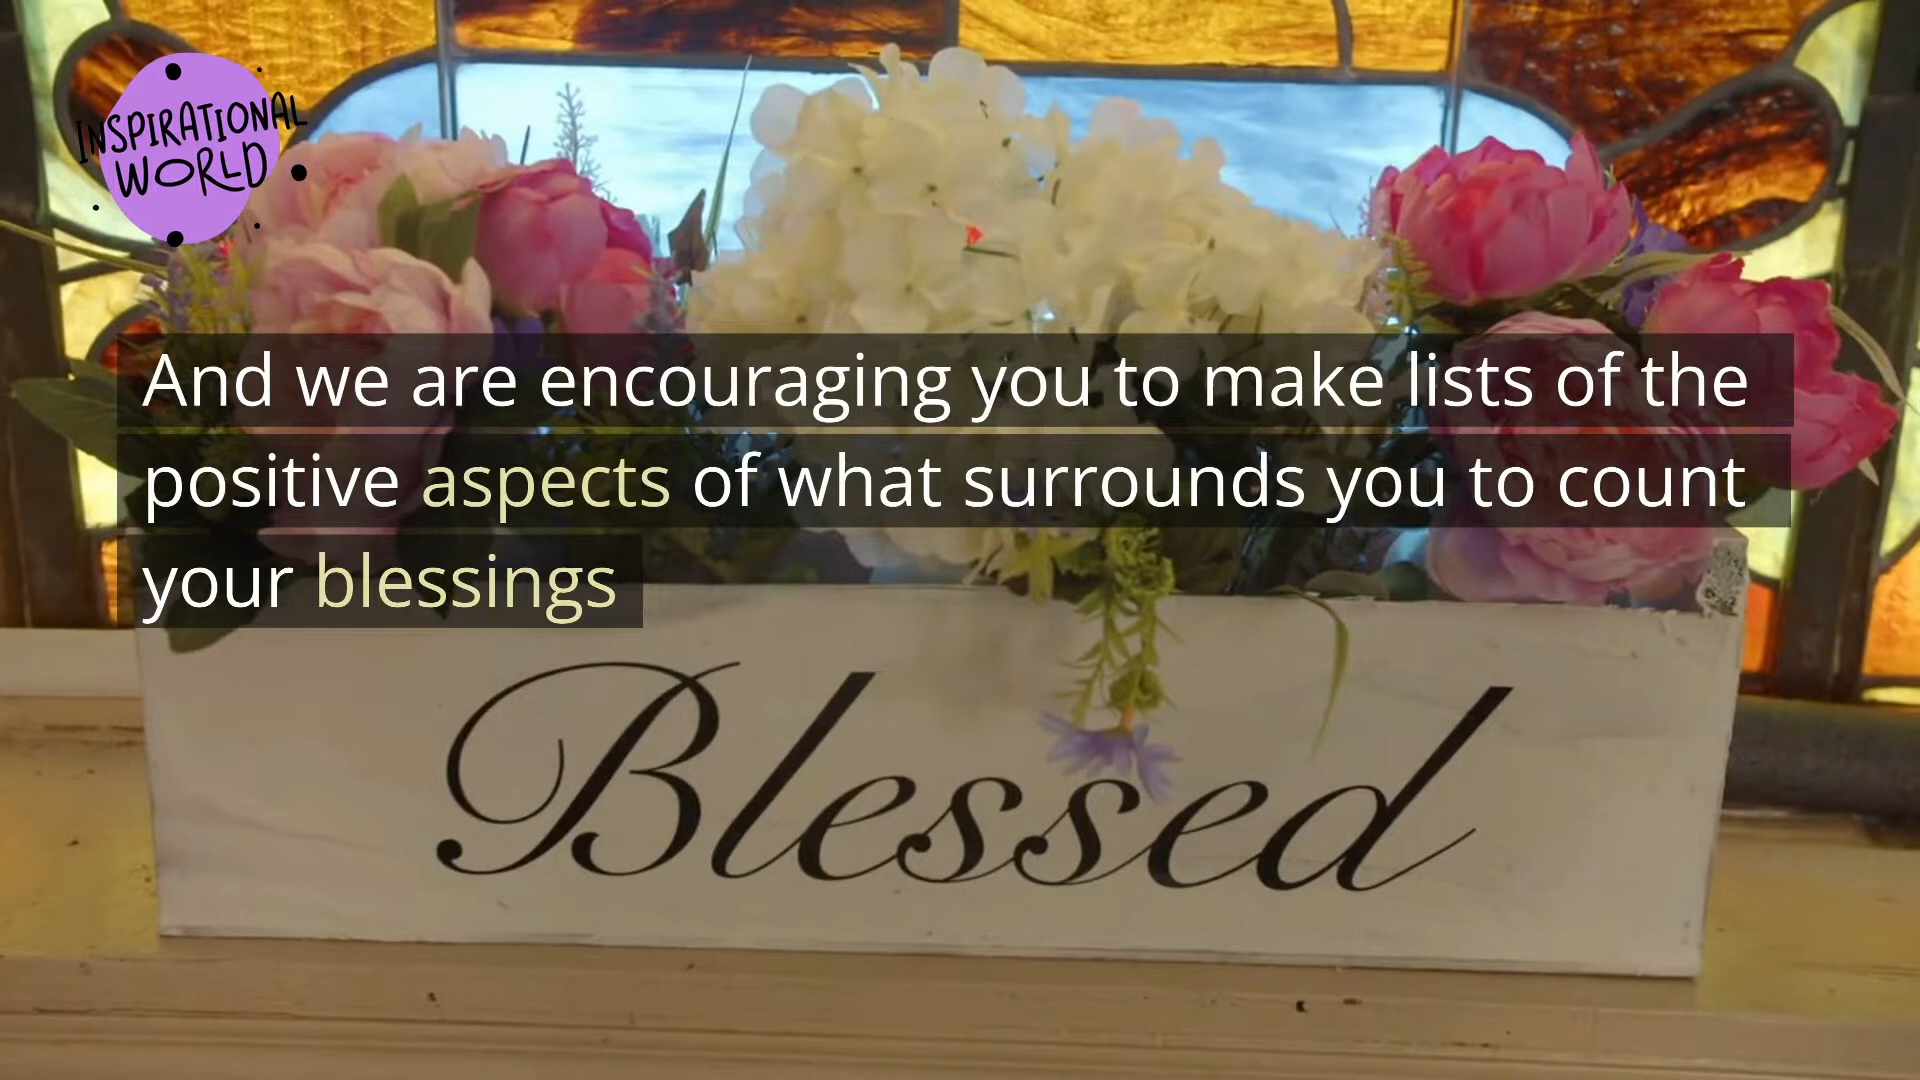 INSPIRATIONAL
WORLD
And we are encouraging you to make lists of the
positive aspects of what surrounds you to count
your blessings
Blessed